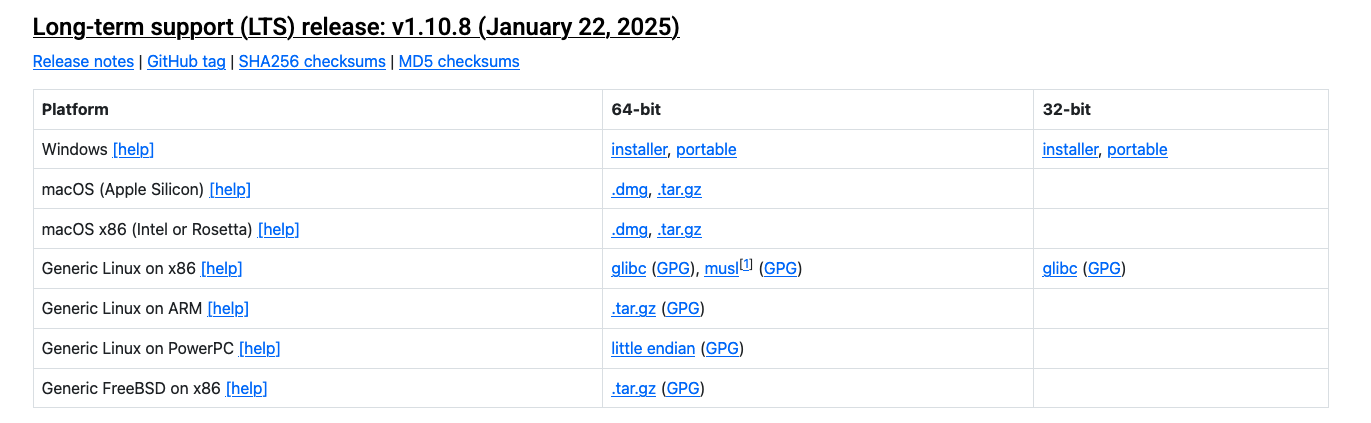 Long-term support (LTS) release: v1.10.8 (January 22, 2025)
Release notes | GitHub tag | SHA256 checksums | MD5 checksums
Platform 64-bit 32-bit
Windows [help] installer, portable installer, portable
macOS (Apple Silicon) [help] .dmg, .tar.gz
macOS x86 (Intel or Rosetta) [help] .dmg, .tar.gz
Generic Linux on x86 [help] glibc (GPG), musl[1] (GPG) glibc (GPG)
Generic Linux on ARM [help] .tar.gz (GPG)
Generic Linux on PowerPC [help] little endian (GPG)
Generic FreeBSD on x86 [help] .tar.gz (GPG)